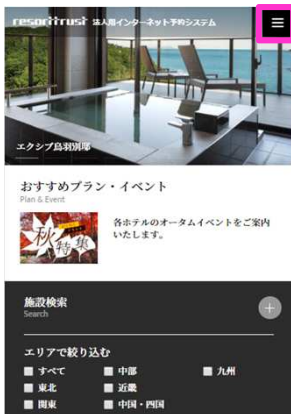 resorttrust 法人用インターネット予約システム
エクシブ鳥羽別邸
おすすめプラン・イベント
Plan & Event
秋特集
各ホテルのオータムイベントをご案内
いたします。
施設検索
Search
エリアで絞り込む
すべて 中部 九州
東北 近畿
関東 中国・四国